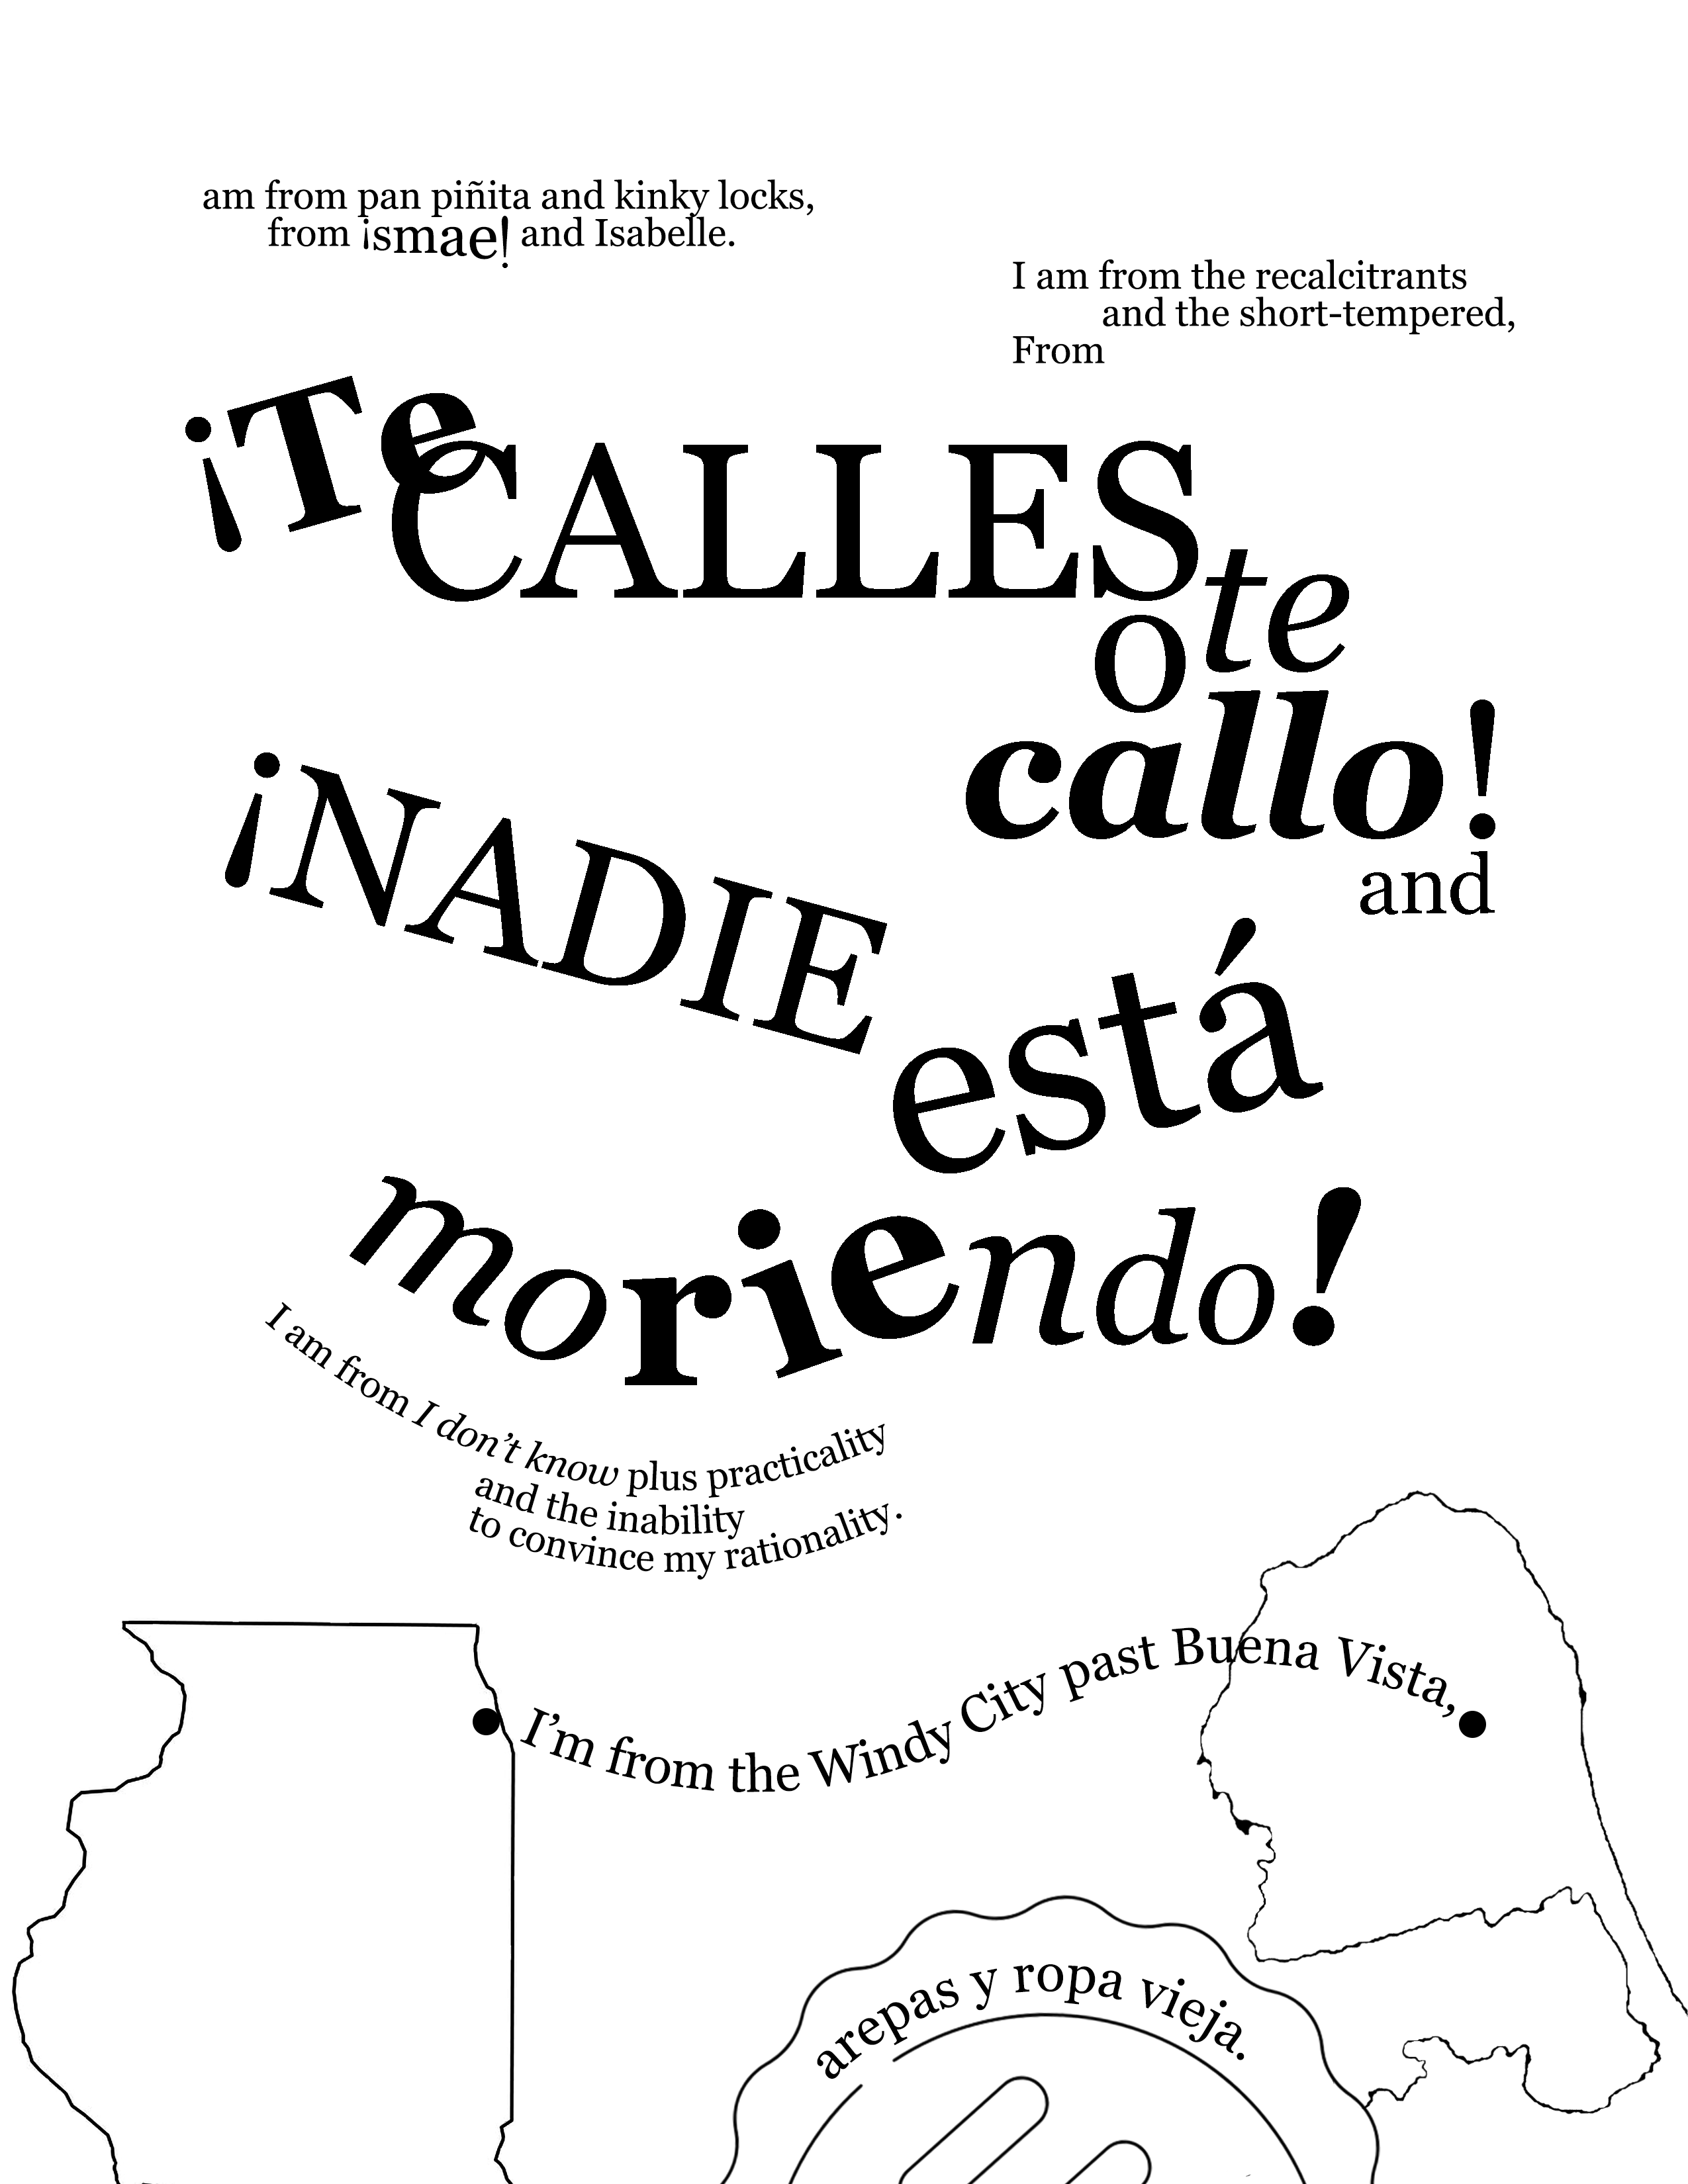 am from pan piñita and kinky locks,
from ¡smae! and Isabelle.
I am from the recalcitrants
and the short-tempered,
From
¡Te
CALLES
o te
callo!
and
¡NADIE
está
moriendo!
I am from I don't know plus practicality
and the inability
to convince my rationality.
I'm from the Windy City past Buena Vista,
arepas y ropa vieja.